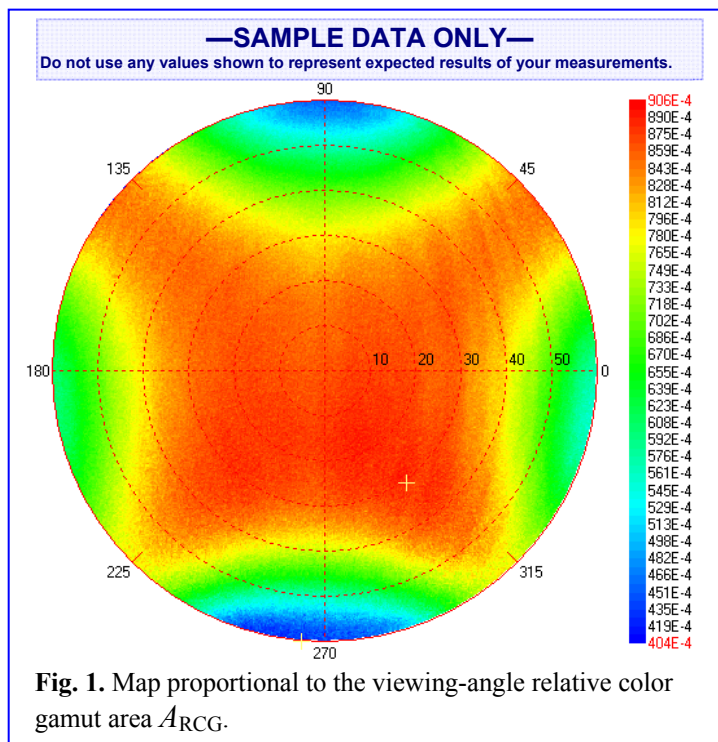 —SAMPLE DATA ONLY—
Do not use any values shown to represent expected results of your measurements.
90
135
45
180
10
20
30
40
50
0
225
315
270
906E-4
890E-4
875E-4
859E-4
843E-4
828E-4
812E-4
796E-4
780E-4
765E-4
749E-4
733E-4
718E-4
702E-4
686E-4
670E-4
655E-4
639E-4
623E-4
608E-4
592E-4
576E-4
561E-4
545E-4
529E-4
513E-4
498E-4
482E-4
466E-4
451E-4
435E-4
419E-4
404E-4
Fig. 1. Map proportional to the viewing-angle relative color
gamut area ARCG.